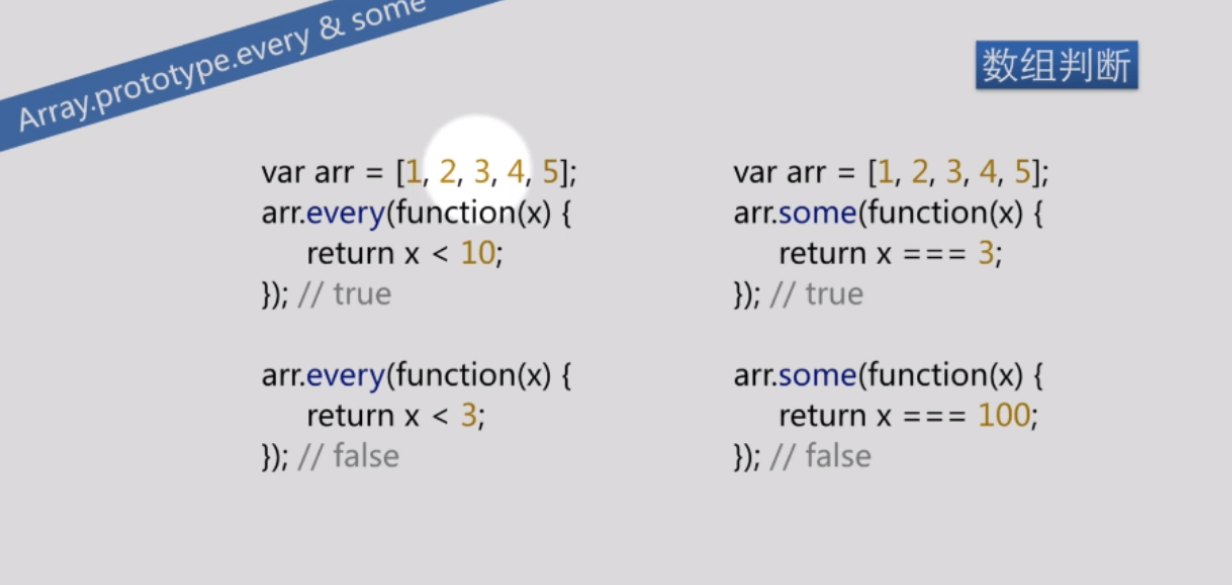 Array.prototype.every & some
数组判断
var arr = [1, 2, 3, 4, 5];
arr.every(function(x) {
return x < 10;
}); // true
arr.every(function(x) {
return x < 3;
}); // false
var arr = [1, 2, 3, 4, 5];
arr.some(function(x) {
return x === 3;
}); // true
arr.some(function(x) {
return x === 100;
}); // false